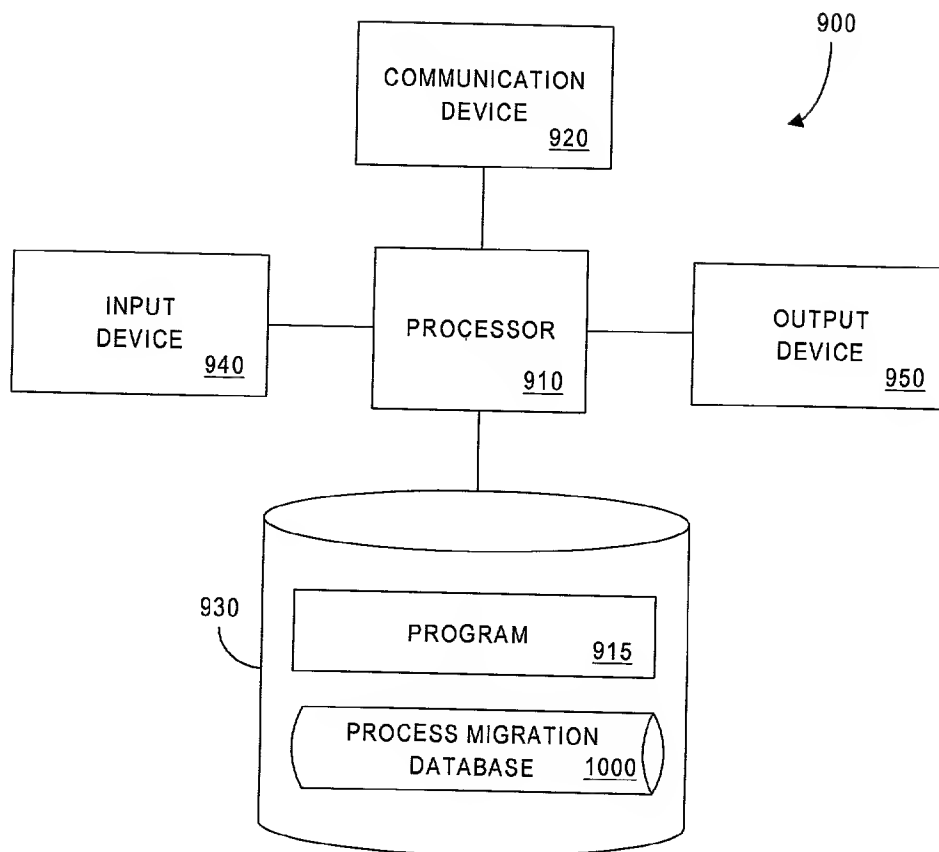 900
COMMUNICATION
DEVICE
920
INPUT
DEVICE
940
PROCESSOR
910
OUTPUT
DEVICE
950
930
PROGRAM
915
PROCESS MIGRATION
DATABASE 1000